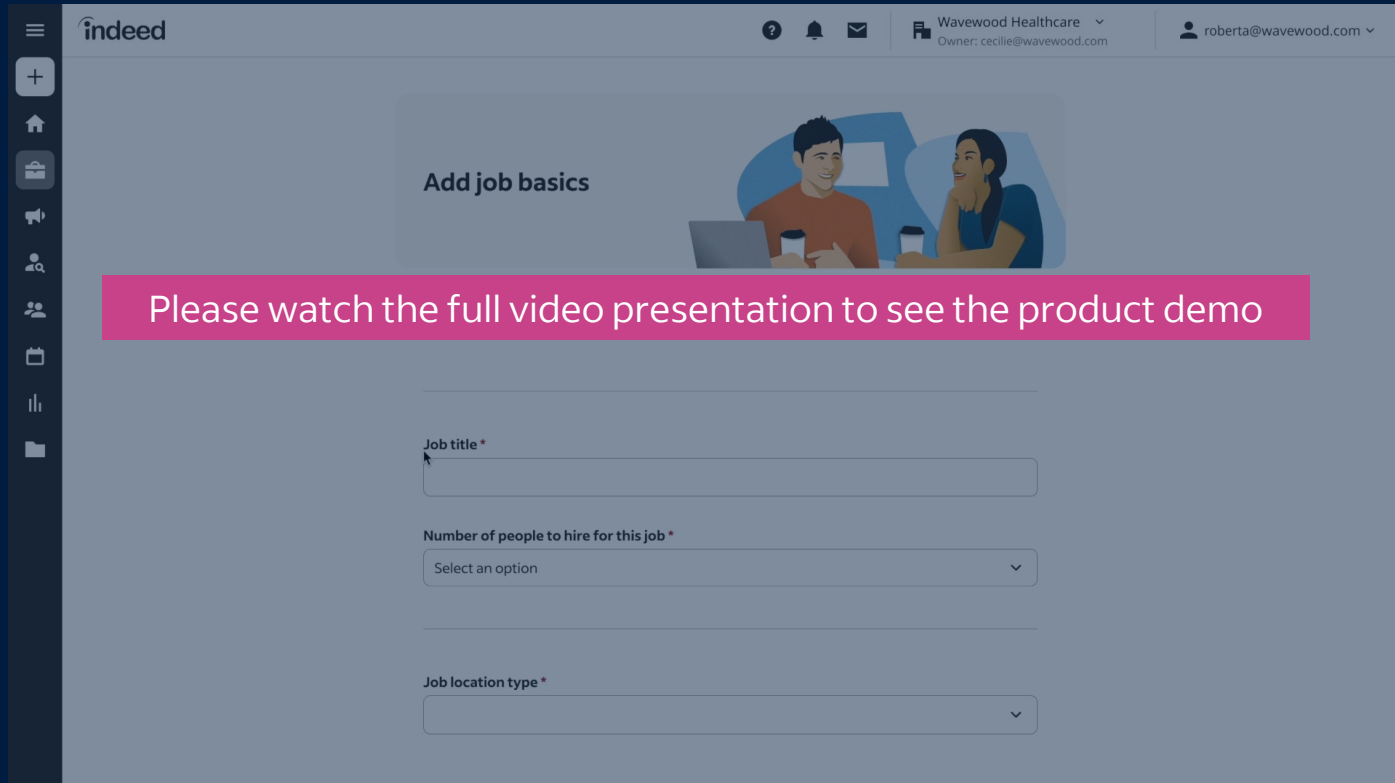 indeed
Wavewood Healthcare
Owner: cecilie@wavewood.com
roberta@wavewood.com
Add job basics
Please watch the full video presentation to see the product demo
Job title *
Number of people to hire for this job *
Select an option
Job location type *